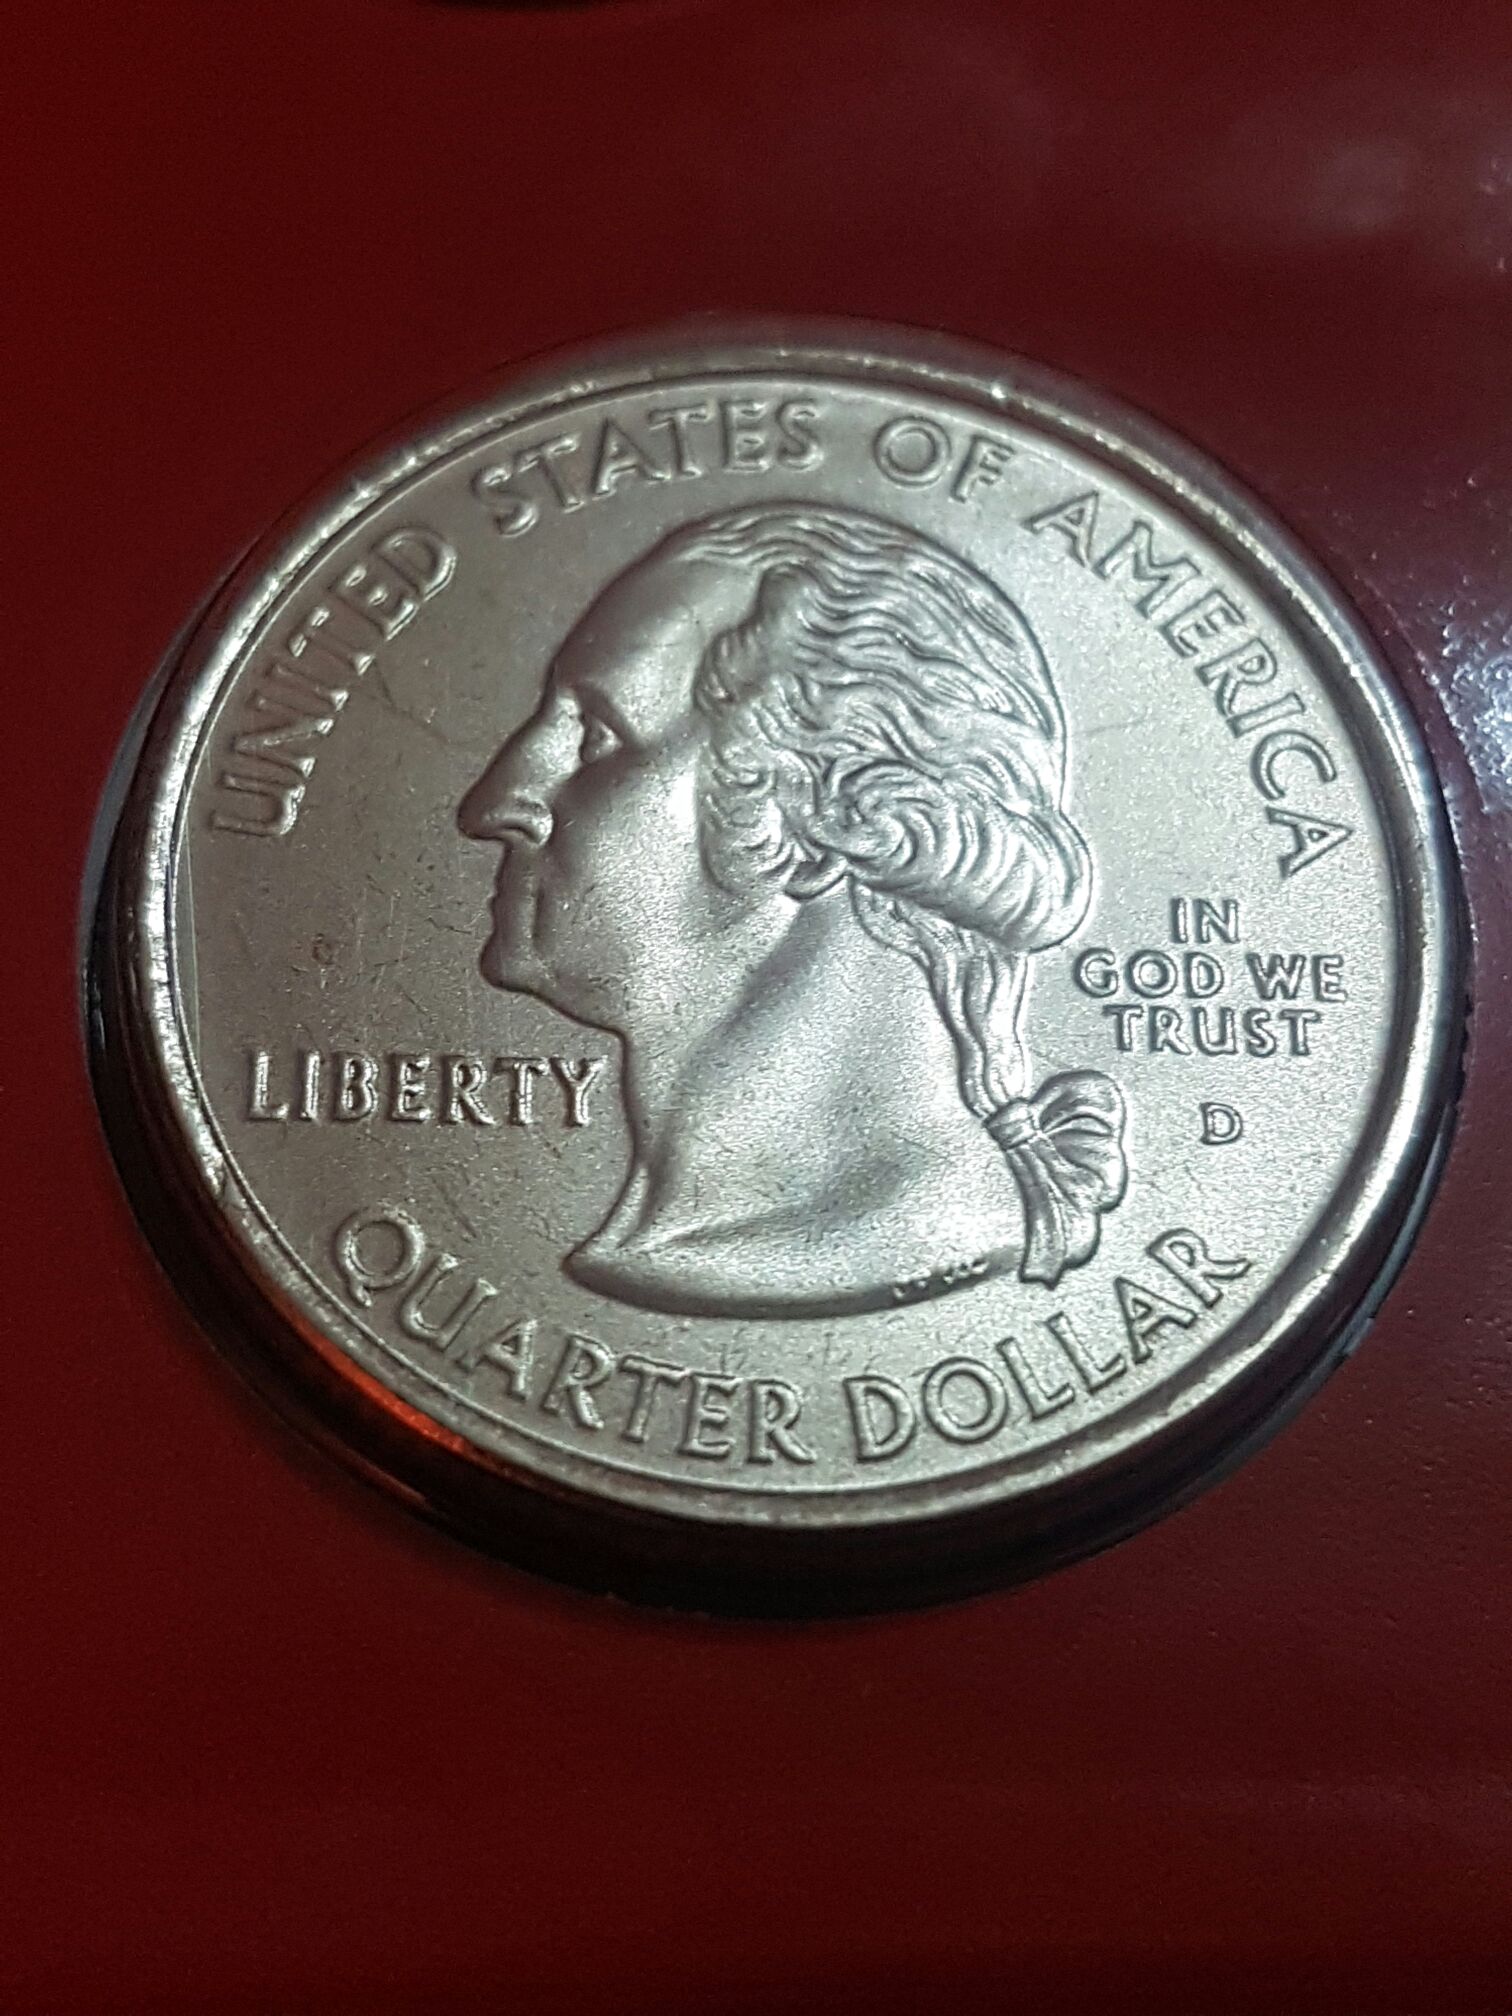 UNITED STATES OF AMERICA
LIBERTY
IN
GOD WE
TRUST
D
QUARTER DOLLAR